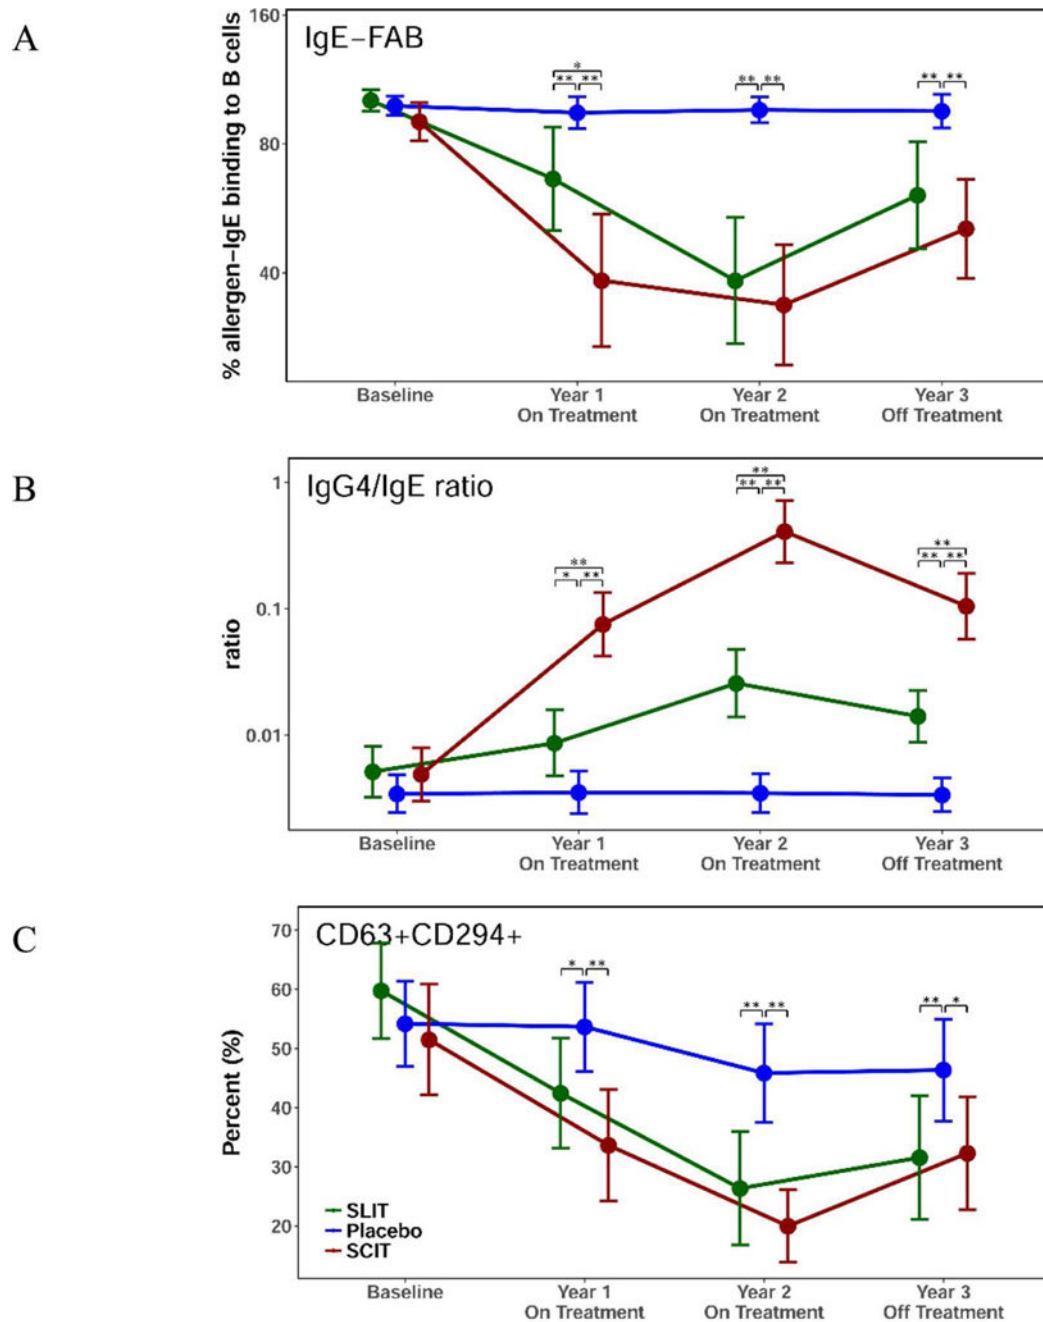 A
IgE-FAB
% allergen-IgE binding to B cells
160
80
40
*
** **
** **
** **
Baseline
Year 1
On Treatment
Year 2
On Treatment
Year 3
Off Treatment
B
IgG4/IgE ratio
ratio
1
0.1
0.01
**
* **
**
** **
**
** **
Baseline
Year 1
On Treatment
Year 2
On Treatment
Year 3
Off Treatment
C
CD63+CD294+
Percent (%)
70
60
50
40
30
20
* **
** **
** *
SLIT
Placebo
SCIT
Baseline
Year 1
On Treatment
Year 2
On Treatment
Year 3
Off Treatment